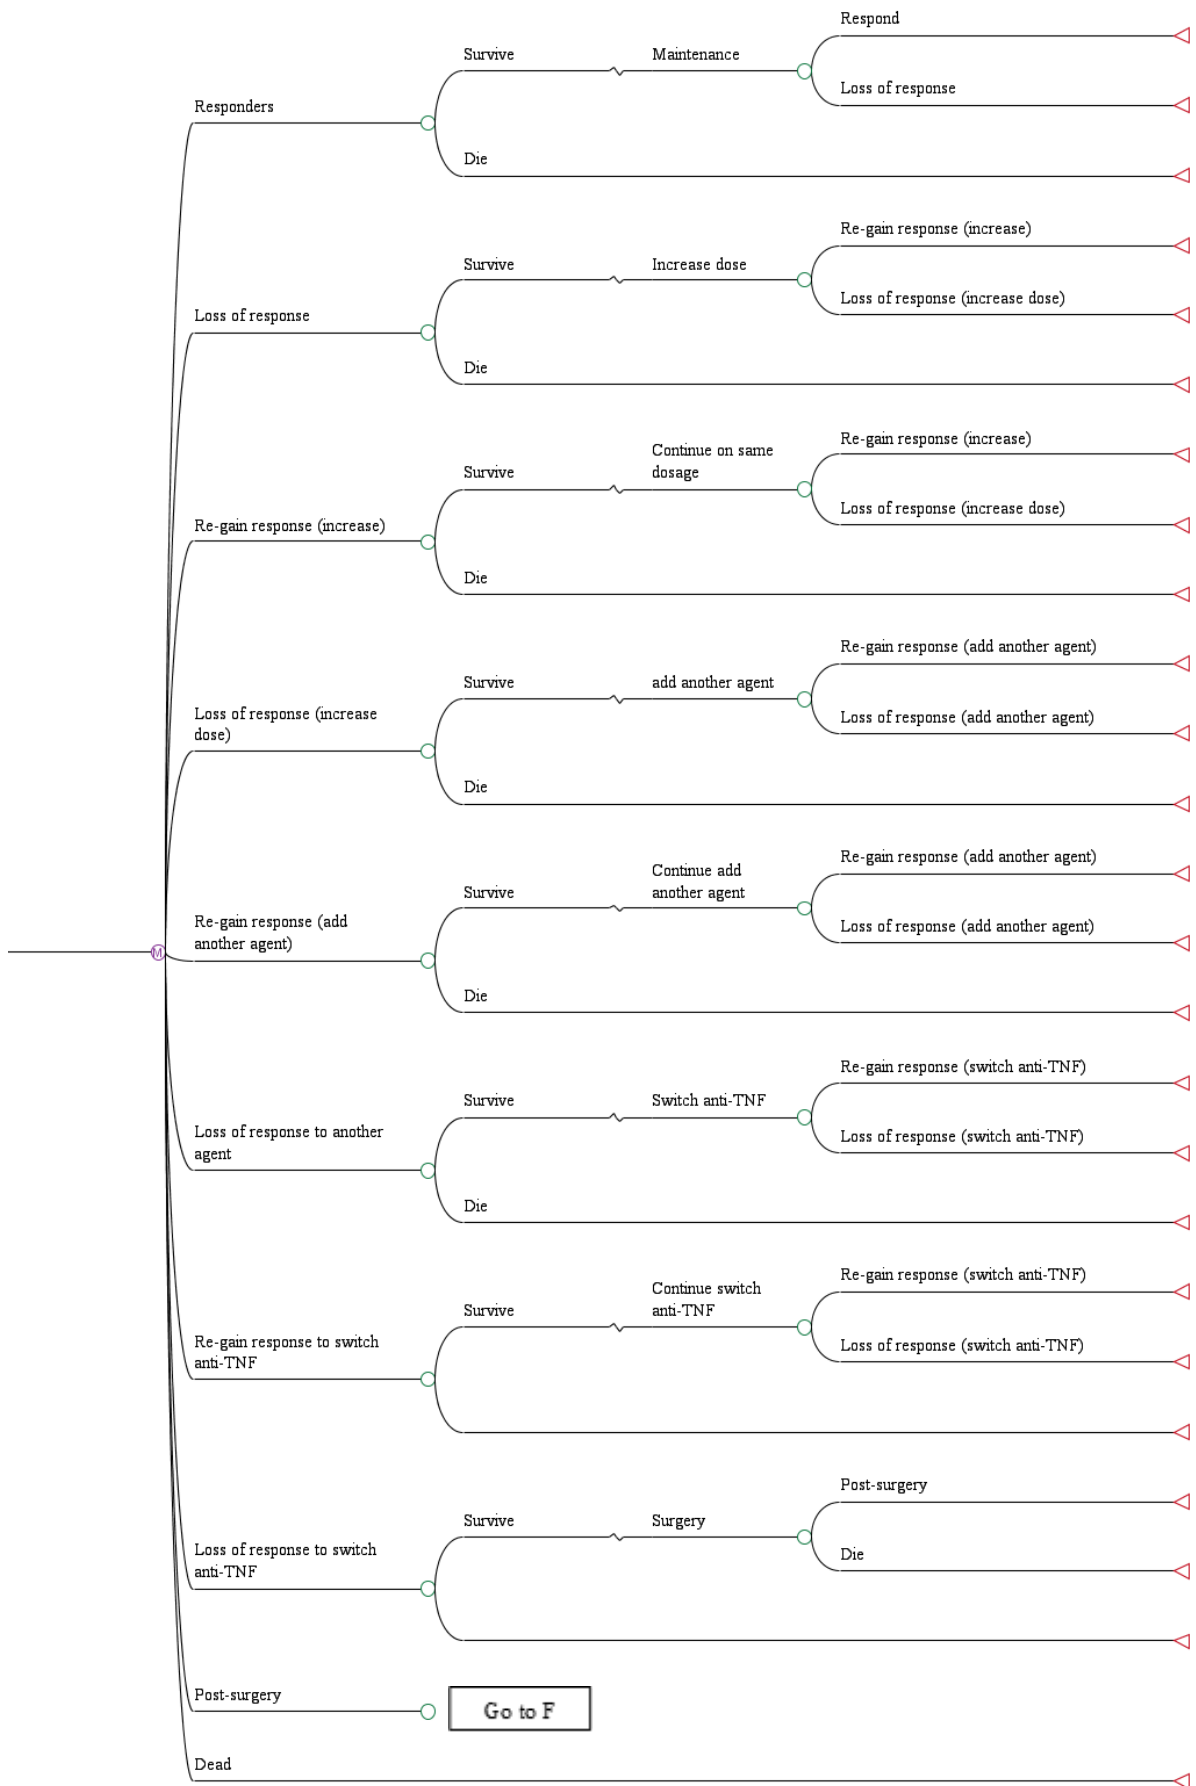 Respond
Survive
Maintenance
Loss of response
Responders
Die
Re-gain response (increase)
Survive
Increase dose
Loss of response (increase dose)
Loss of response
Die
Re-gain response (increase)
Continue on same
dosage
Survive
Loss of response (increase dose)
Re-gain response (increase)
Die
Re-gain response (add another agent)
Survive
add another agent
Loss of response (increase
dose)
Loss of response (add another agent)
Die
Re-gain response (add another agent)
Continue add
another agent
Survive
Re-gain response (add
another agent)
Loss of response (add another agent)
M
Die
Re-gain response (switch anti-TNF)
Survive
Switch anti-TNF
Loss of response to another
agent
Loss of response (switch anti-TNF)
Die
Re-gain response (switch anti-TNF)
Continue switch
anti-TNF
Survive
Re-gain response to switch
anti-TNF
Loss of response (switch anti-TNF)
Post-surgery
Survive
Surgery
Loss of response to switch
anti-TNF
Die
Post-surgery
Go to F
Dead